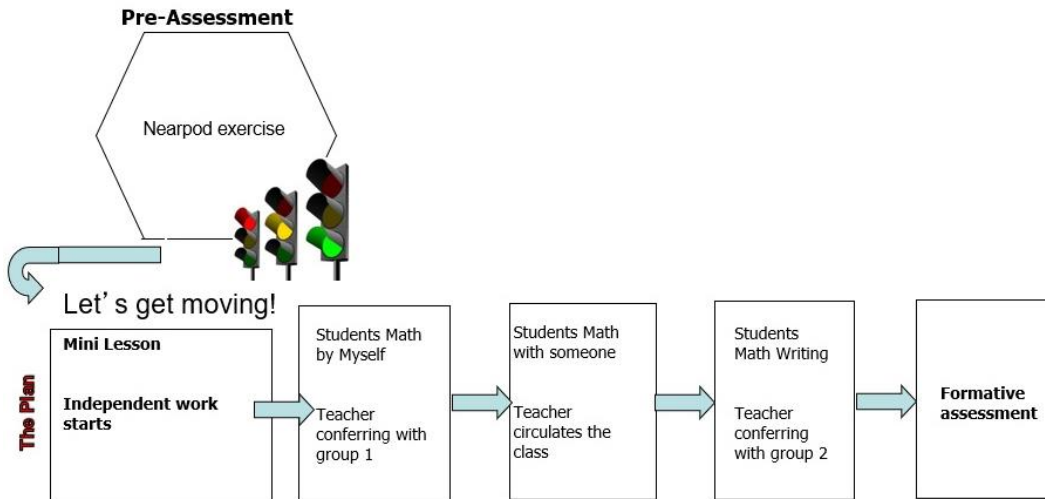 Pre-Assessment
Nearpod exercise
Let's get moving!
The Plan
Mini Lesson
Independent work
starts
Students Math
by Myself
Teacher
conferring with
group 1
Students Math
with someone
Teacher
circulates the
class
Students
Math Writing
Teacher
conferring
with group 2
Formative
assessment